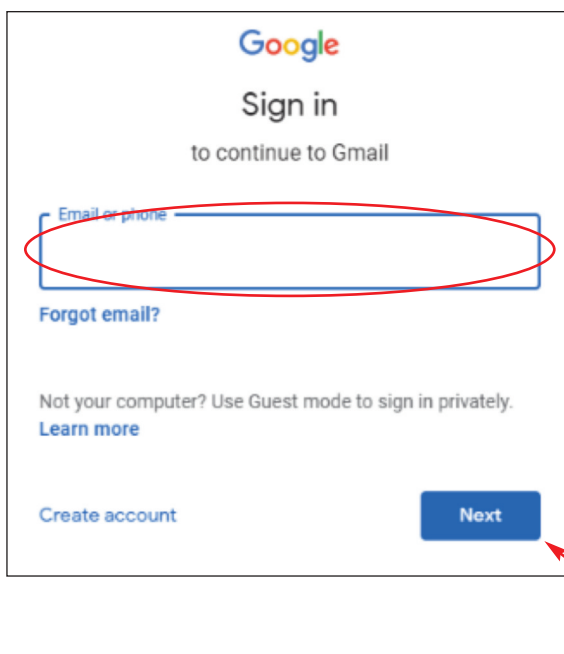 Google
Sign in
to continue to Gmail
Email or phone
Forgot email?
Not your computer? Use Guest mode to sign in privately.
Learn more
Create account
Next